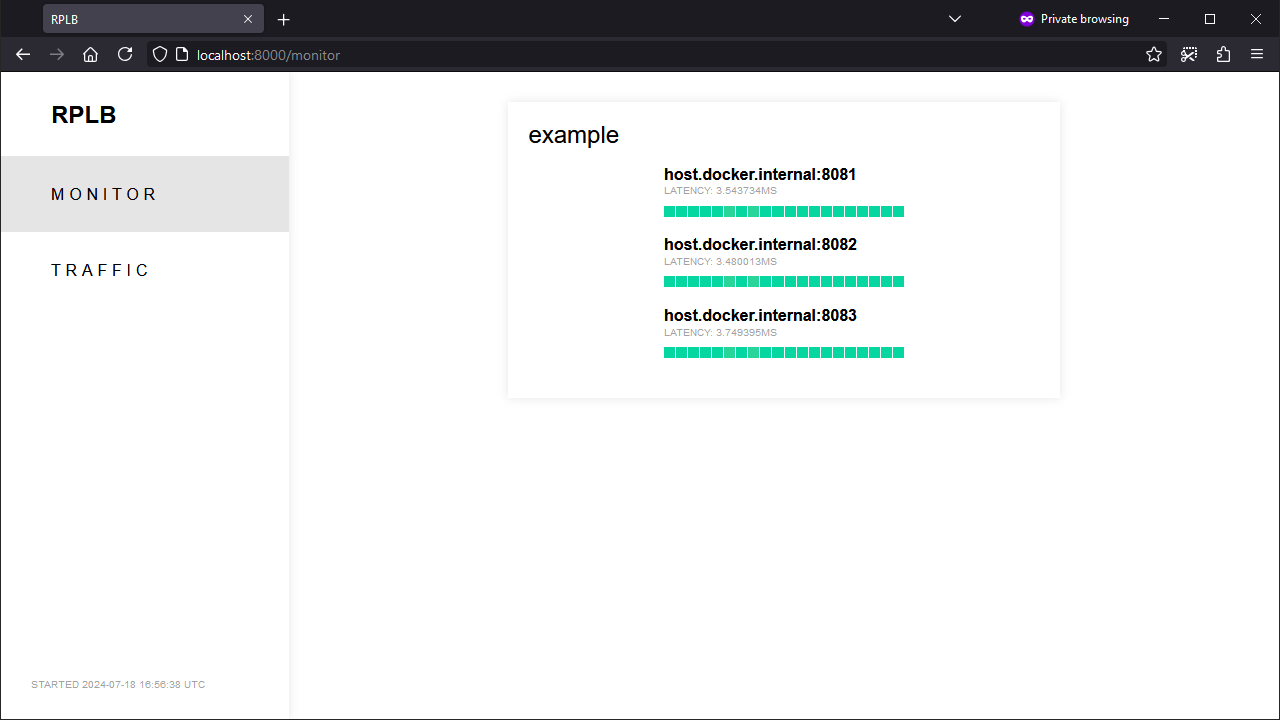 RPLB
Private browsing
localhost:8000/monitor
RPLB
MONITOR
TRAFFIC
STARTED 2024-07-18 16:56:38 UTC
example
host.docker.internal:8081
LATENCY: 3.543734MS
host.docker.internal:8082
LATENCY: 3.480013MS
host.docker.internal:8083
LATENCY: 3.749395MS